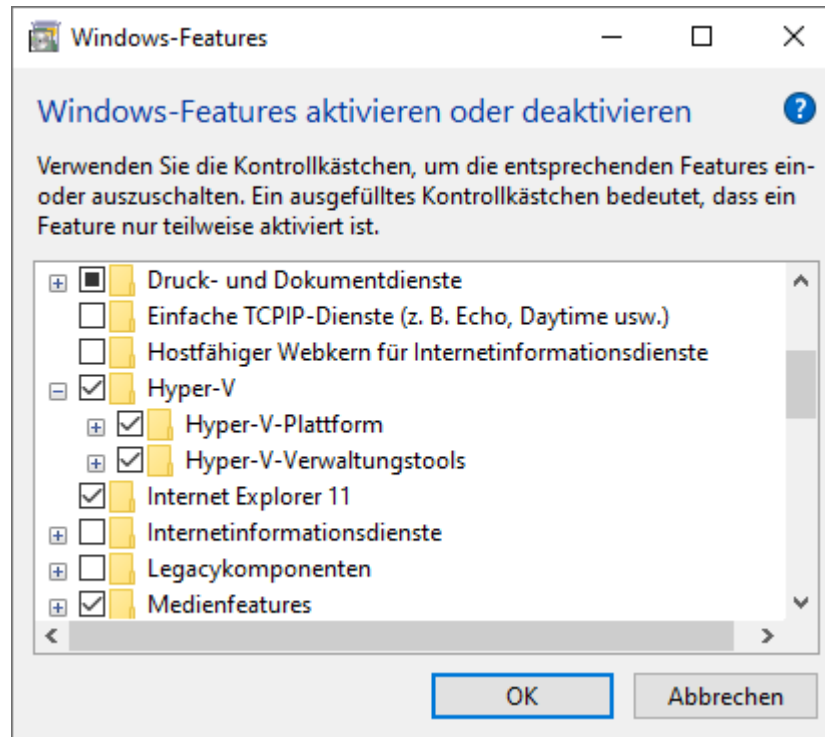 Windows-Features
Windows-Features aktivieren oder deaktivieren
Verwenden Sie die Kontrollkästchen, um die entsprechenden Features ein-
oder auszuschalten. Ein ausgefülltes Kontrollkästchen bedeutet, dass ein
Feature nur teilweise aktiviert ist.
Druck- und Dokumentdienste
Einfache TCPIP-Dienste (z. B. Echo, Daytime usw.)
Hostfähiger Webkern für Internetinformationsdienste
Hyper-V
Hyper-V-Plattform
Hyper-V-Verwaltungstools
Internet Explorer 11
Internetinformationsdienste
Legacykomponenten
Medienfeatures
OK Abbrechen